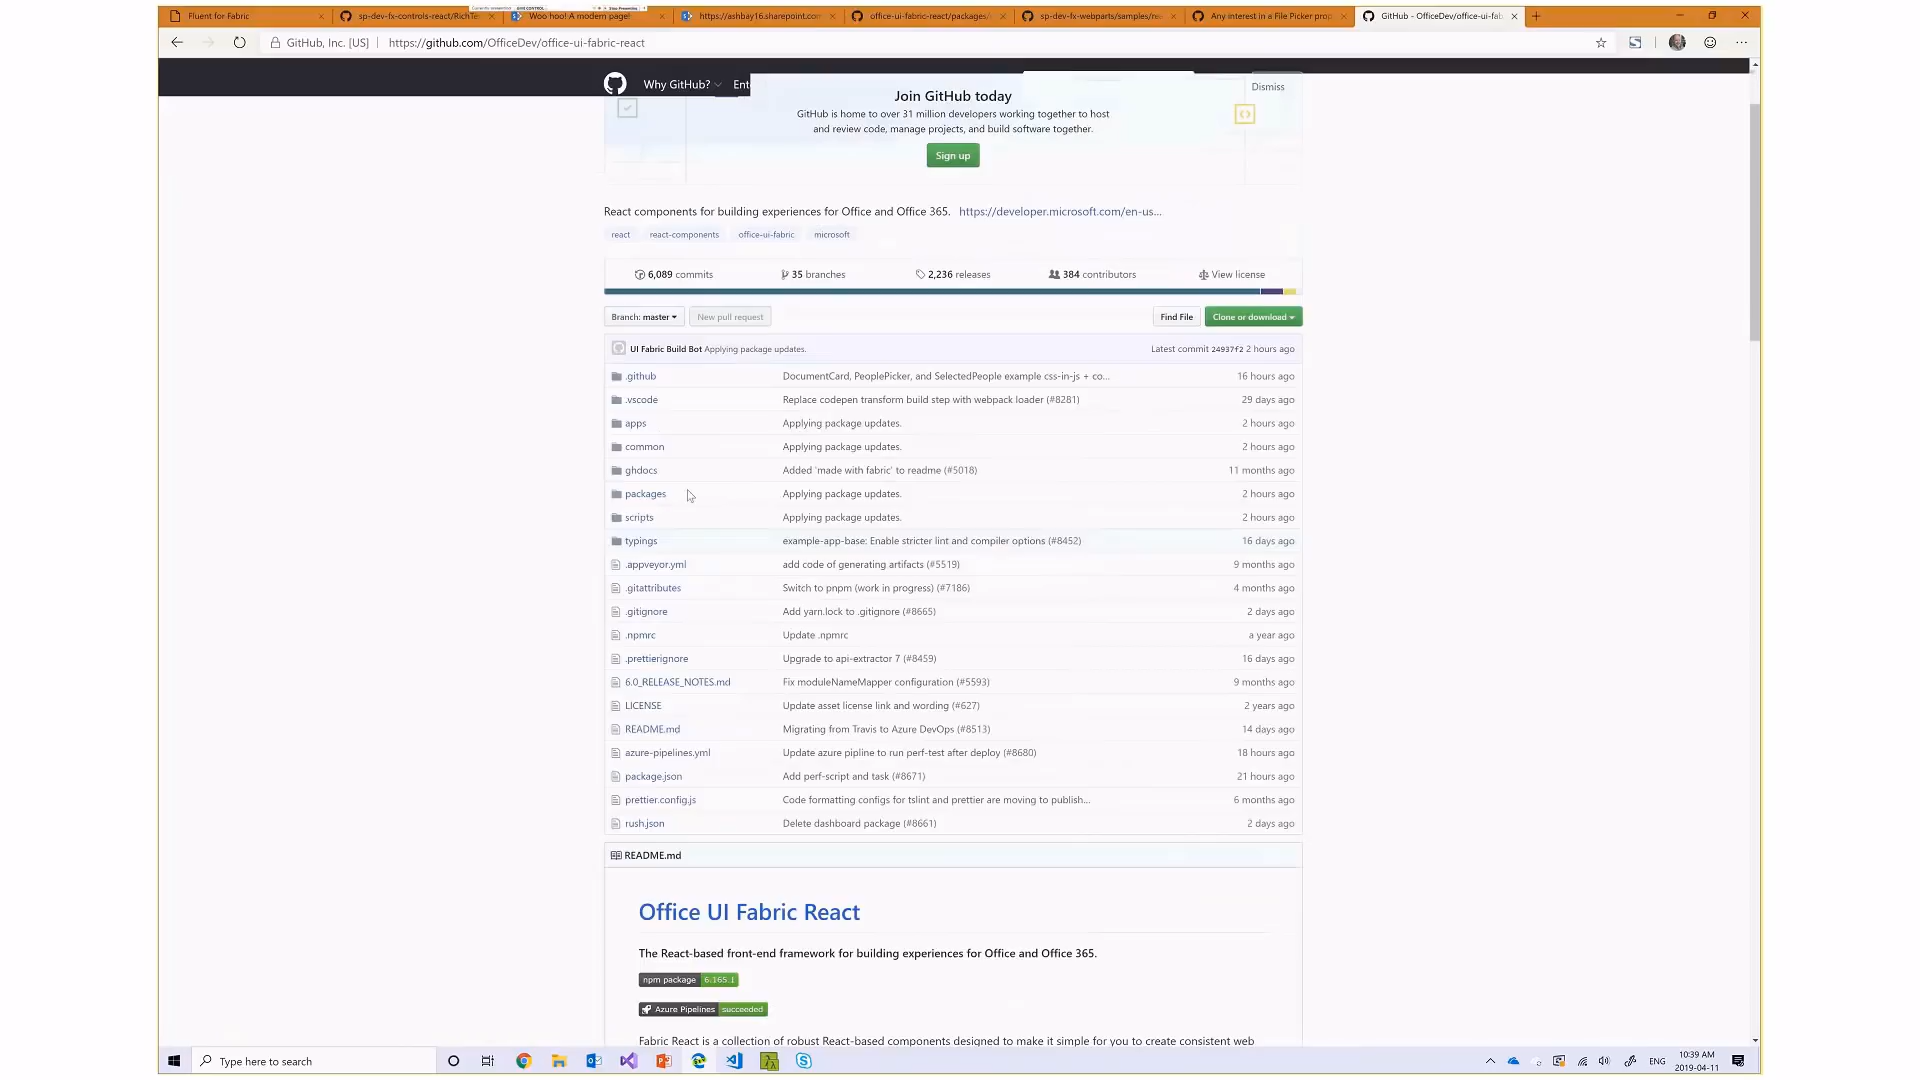 Fluent for Fabric
sp-dev-fx-controls-react/RichTe
Woo hoo! A modern page!
https://ashbay16.sharepoint.com/
office-ui-fabric-react/packages/
sp-dev-fx-webparts/samples/re
Any interest in a File Picker prop
GitHub - OfficeDev/office-ui-fab
GitHub, Inc. [US]
https://github.com/OfficeDev/office-ui-fabric-react
Why GitHub?
Ent
Join GitHub today
Dismiss
GitHub is home to over 31 million developers working together to host
and review code, manage projects, and build software together.
Sign up
React components for building experiences for Office and Office 365. https://developer.microsoft.com/en-us...
react react-components office-ui-fabric microsoft
6,089 commits 35 branches 2,236 releases 384 contributors View license
Branch: master New pull request Find File Clone or download
UI Fabric Build Bot Applying package updates. Latest commit 24937f2 2 hours ago
.github DocumentCard, PeoplePicker, and SelectedPeople example css-in-js + co... 16 hours ago
.vscode Replace codepen transform build step with webpack loader (#8281) 29 days ago
apps Applying package updates. 2 hours ago
common Applying package updates. 2 hours ago
ghdocs Added 'made with fabric' to readme (#5018) 11 months ago
packages Applying package updates. 2 hours ago
scripts Applying package updates. 2 hours ago
typings example-app-base: Enable stricter lint and compiler options (#8452) 16 days ago
.appveyor.yml add code of generating artifacts (#5519) 9 months ago
.gitattributes Switch to pnpm (work in progress) (#7186) 4 months ago
.gitignore Add yarn.lock to .gitignore (#8665) 2 days ago
.npmrc Update .npmrc a year ago
.prettierignore Upgrade to api-extractor 7 (#8459) 16 days ago
6.0_RELEASE_NOTES.md Fix moduleNameMapper configuration (#5593) 9 months ago
LICENSE Update asset license link and wording (#627) 2 years ago
README.md Migrating from Travis to Azure DevOps (#8513) 14 days ago
azure-pipelines.yml Update azure pipline to run perf-test after deploy (#8680) 18 hours ago
package.json Add perf-script and task (#8671) 21 hours ago
prettier.config.js Code formatting configs for tslint and prettier are moving to publish... 6 months ago
rush.json Delete dashboard package (#8661) 2 days ago
README.md
Office UI Fabric React
The React-based front-end framework for building experiences for Office and Office 365.
npm package 6.165.1
Azure Pipelines succeeded
Fabric React is a collection of robust React-based components designed to make it simple for you to create consistent web
Type here to search
ENG
10:39 AM
2019-04-11